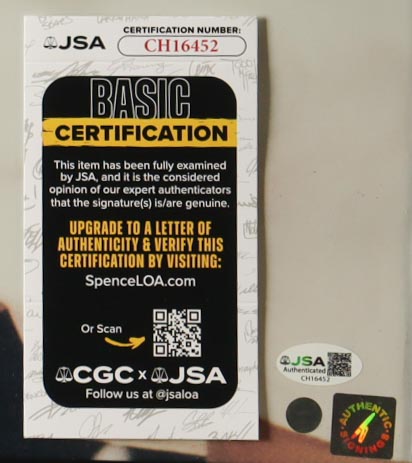 JSA
CERTIFICATION NUMBER:
CH16452
BASIC
CERTIFICATION
This item has been fully examined
by JSA, and it is the considered
opinion of our expert authenticators
that the signature(s) is/are genuine.
UPGRADE TO A LETTER OF
AUTHENTICITY & VERIFY THIS
CERTIFICATION BY VISITING:
SpenceLOA.com
Or Scan
CGC x JSA
Follow us at @jsaloa
JSA
Authenticated
CH16452
AUTHENTIC
SIGNINGS